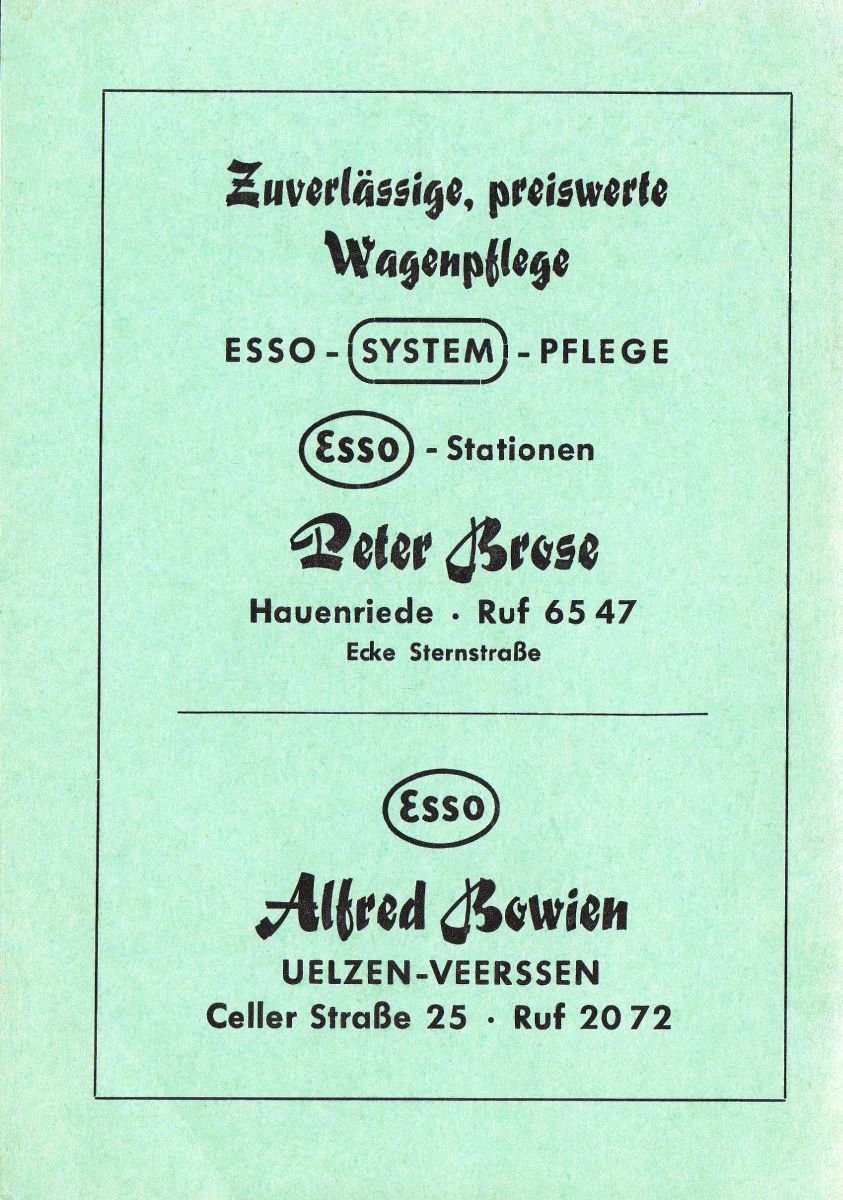 Zuverlässige, preiswerte
Wagenpflege
ESSO - SYSTEM - PFLEGE
Esso - Stationen
Peter Brose
Hauenriede · Ruf 65 47
Ecke Sternstraße
Esso
Alfred Bowien
UELZEN-VEERSSEN
Celler Straße 25 · Ruf 20 72